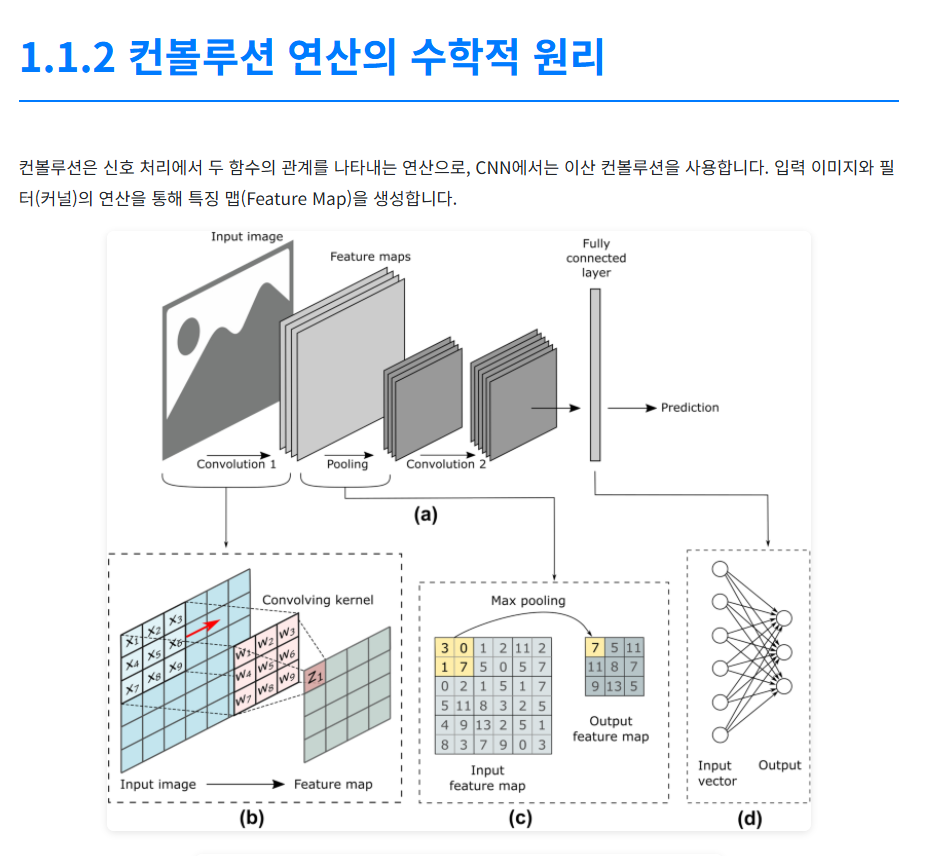 1.1.2 컨볼루션 연산의 수학적 원리
컨볼루션은 신호 처리에서 두 함수의 관계를 나타내는 연산으로, CNN에서는 이산 컨볼루션을 사용합니다. 입력 이미지와 필
터(커널)의 연산을 통해 특징 맵(Feature Map)을 생성합니다.
Input image
Feature maps
Fully
connected
layer
Prediction
Convolution 1
Pooling
Convolution 2
(a)
Convolving kernel
X1 X2 X3
X4 X5 X6
X7 X8 X9
W1 W2 W3
W4 W5 W6
W7 W8 W9
Z1
Input image
Feature map
(b)
Max pooling
3 0 1 2 11 2
1 7 5 0 5 7
0 2 1 5 1 7
5 11 8 3 2 5
4 9 13 2 5 1
8 3 7 9 0 3
7 5 11
11 8 7
9 13 5
Output
feature map
Input
feature map
(c)
Input
vector
Output
(d)